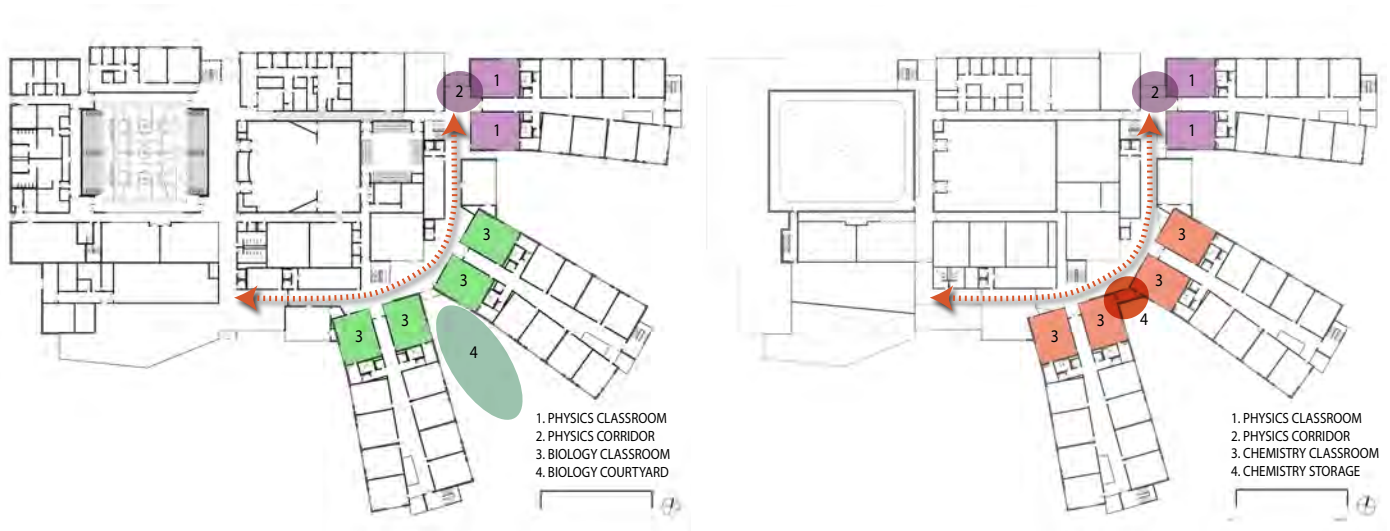 1
2
1
3
3
3
3
4
1. PHYSICS CLASSROOM
2. PHYSICS CORRIDOR
3. BIOLOGY CLASSROOM
4. BIOLOGY COURTYARD
1
2
1
3
3
3
3
4
1. PHYSICS CLASSROOM
2. PHYSICS CORRIDOR
3. CHEMISTRY CLASSROOM
4. CHEMISTRY STORAGE